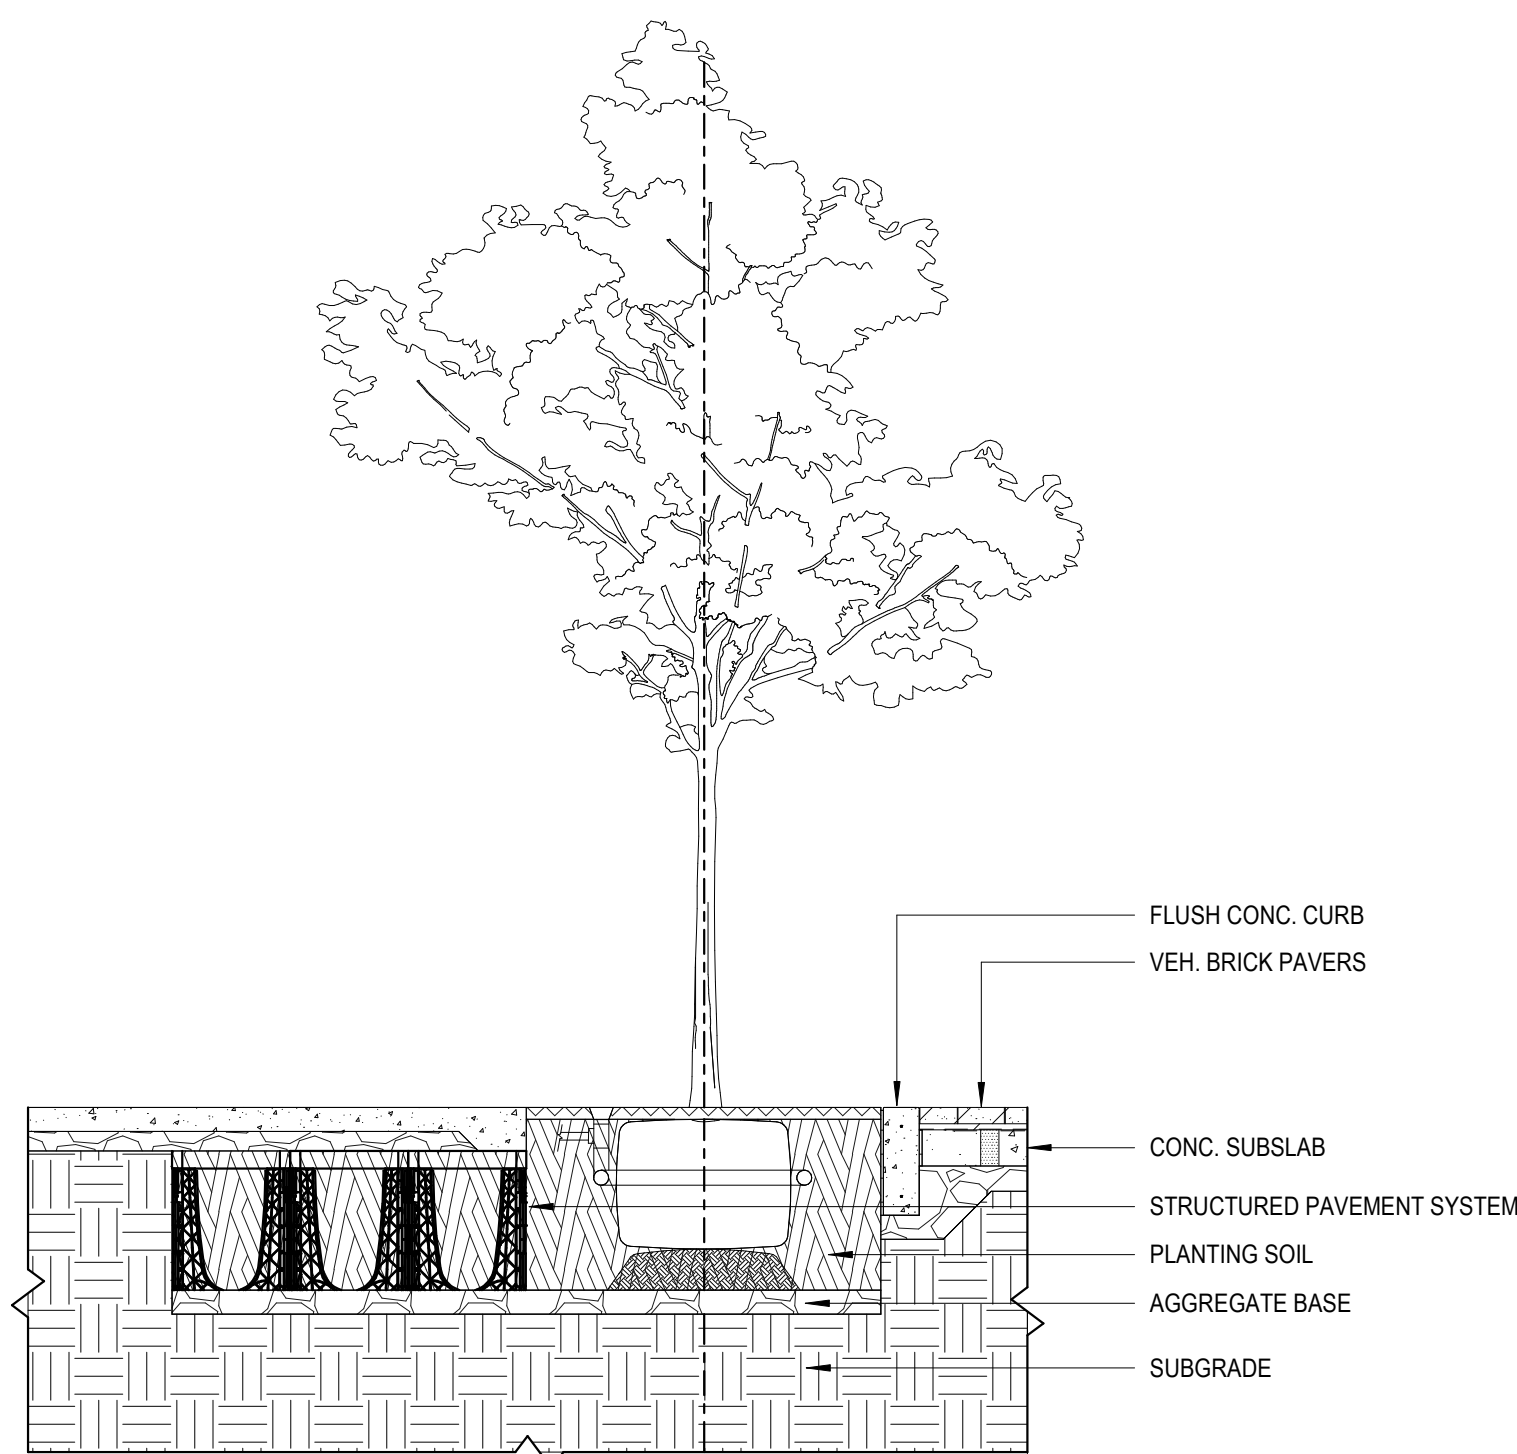 FLUSH CONC. CURB
VEH. BRICK PAVERS
CONC. SUBSLAB
STRUCTURED PAVEMENT SYSTEM
PLANTING SOIL
AGGREGATE BASE
SUBGRADE